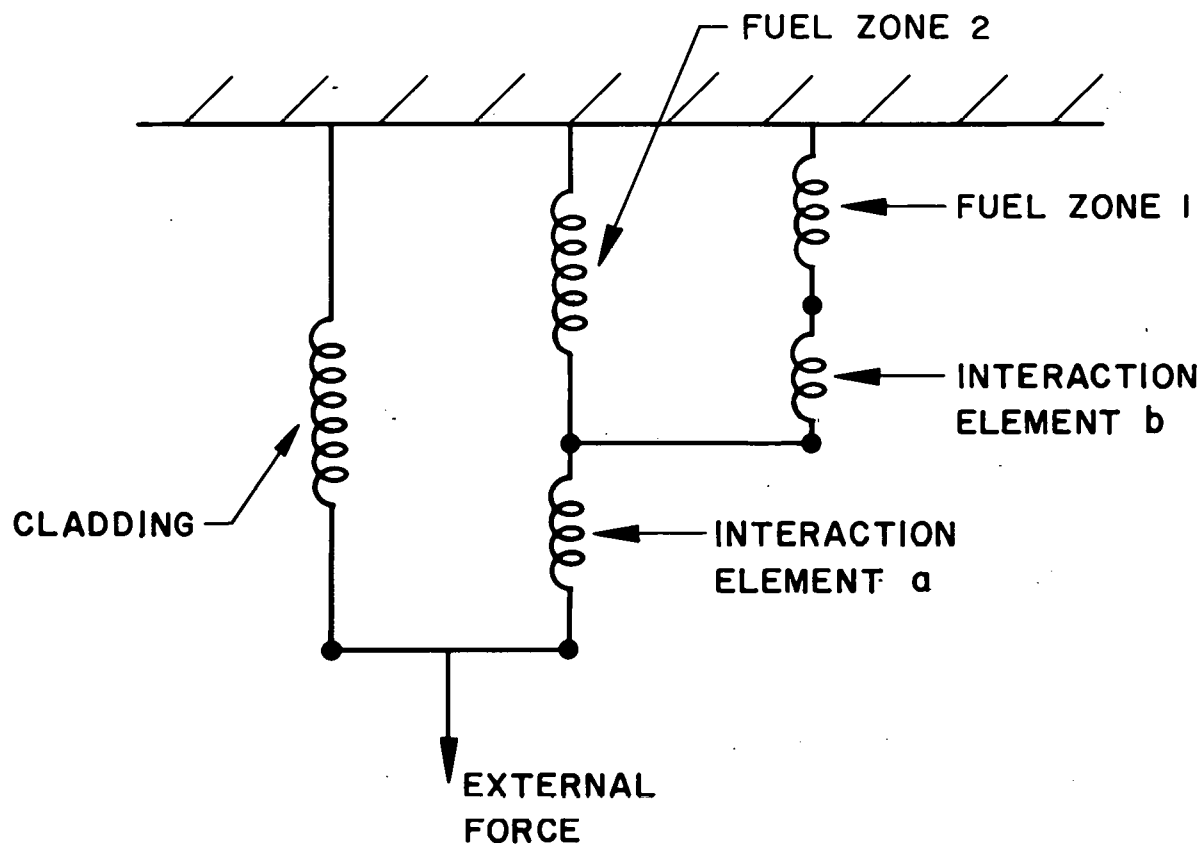 FUEL ZONE 2
FUEL ZONE 1
INTERACTION
ELEMENT b
CLADDING
INTERACTION
ELEMENT a
EXTERNAL
FORCE